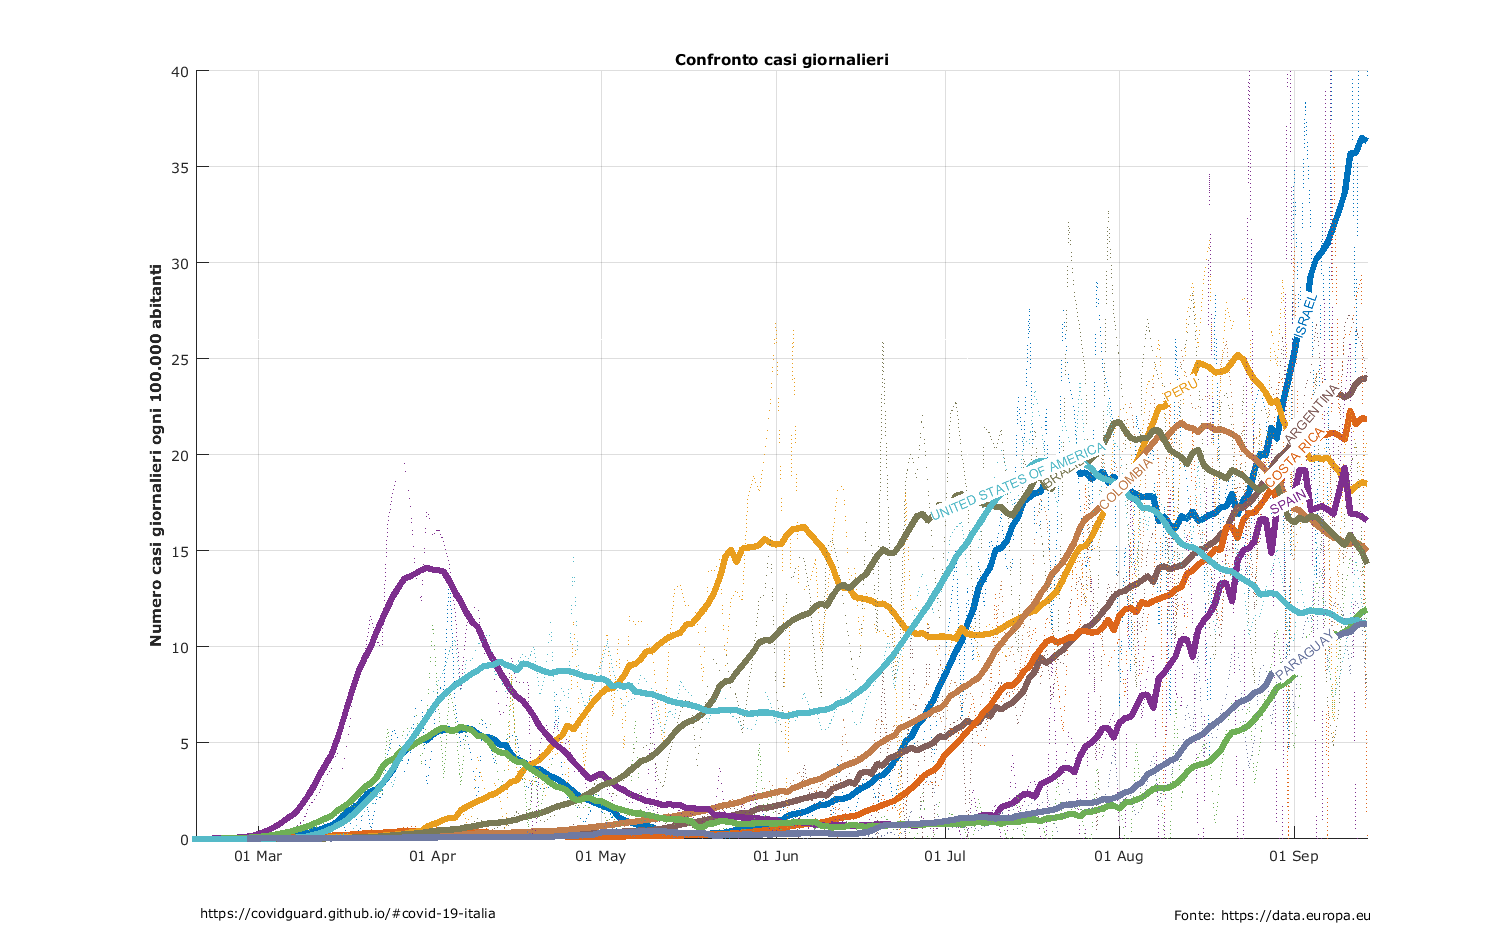 Confronto casi giornalieri
Numero casi giornalieri ogni 100.000 abitanti
40
35
30
25
20
15
10
5
0
ISRAEL
PERU
ARGENTINA
UNITED STATES OF AMERICA
BRAZIL
COLOMBIA
COSTA RICA
SPAIN
PARAGUAY
01 Mar
01 Apr
01 May
01 Jun
01 Jul
01 Aug
01 Sep
https://covidguard.github.io/#covid-19-italia
Fonte: https://data.europa.eu